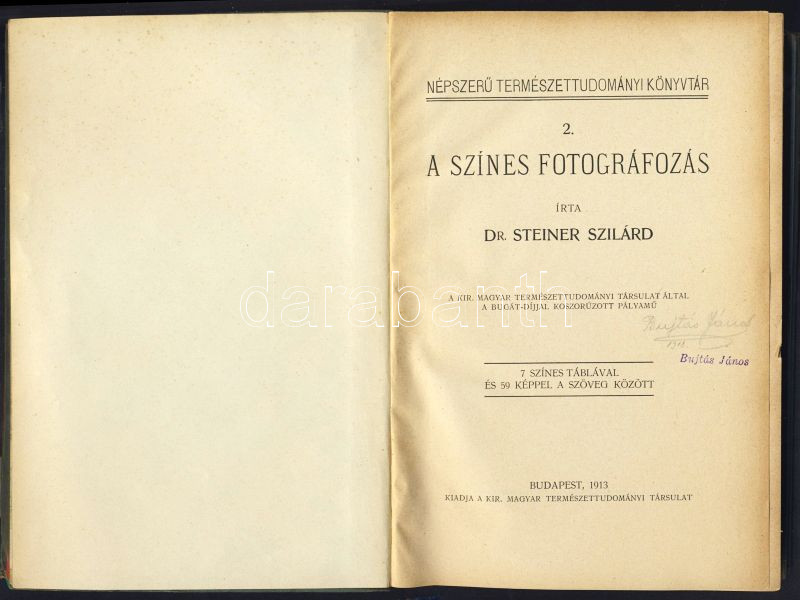 NÉPSZERŰ TERMÉSZETTUDOMÁNYI KÖNYVTÁR
2.
A SZÍNES FOTOGRÁFOZÁS
ÍRTA
DR. STEINER SZILÁRD
A KIR. MAGYAR TERMÉSZETTUDOMÁNYI TÁRSULAT ÁLTAL
A BUGÁT-DÍJJAL KOSZORÚZOTT PÁLYAMŰ
darabanth
Bujtás János
Bujtás János
7 SZÍNES TÁBLÁVAL
ÉS 59 KÉPPEL A SZÖVEG KÖZÖTT
BUDAPEST, 1913
KIADJA A KIR. MAGYAR TERMÉSZETTUDOMÁNYI TÁRSULAT